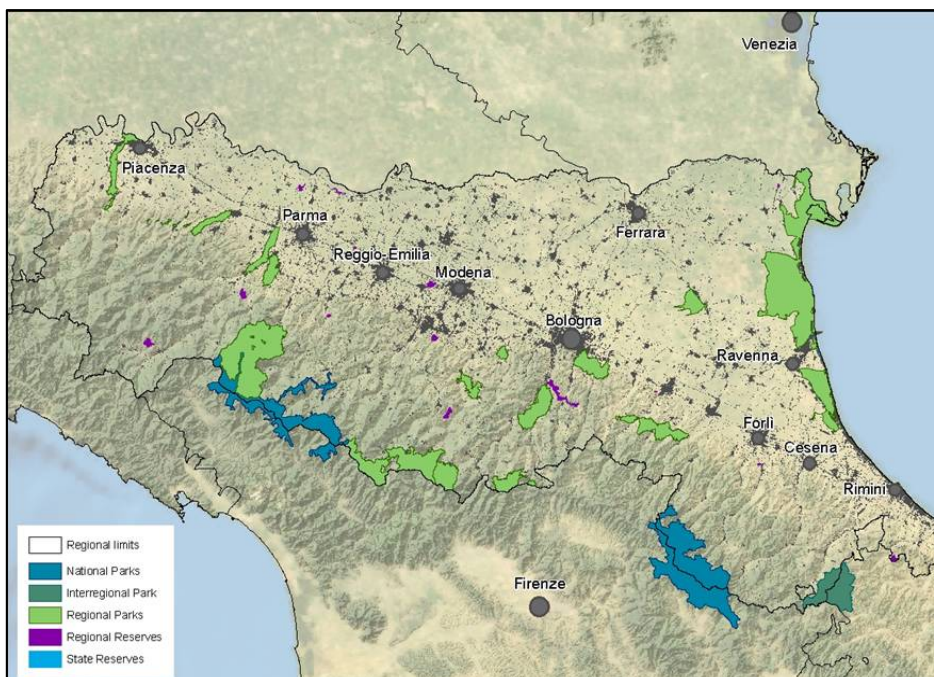 Venezia
Piacenza
Parma
Ferrara
Reggio-Emilia
Modena
Bologna
Ravenna
Forlì
Cesena
Rimini
Firenze
Regional limits
National Parks
Interregional Park
Regional Parks
Regional Reserves
State Reserves